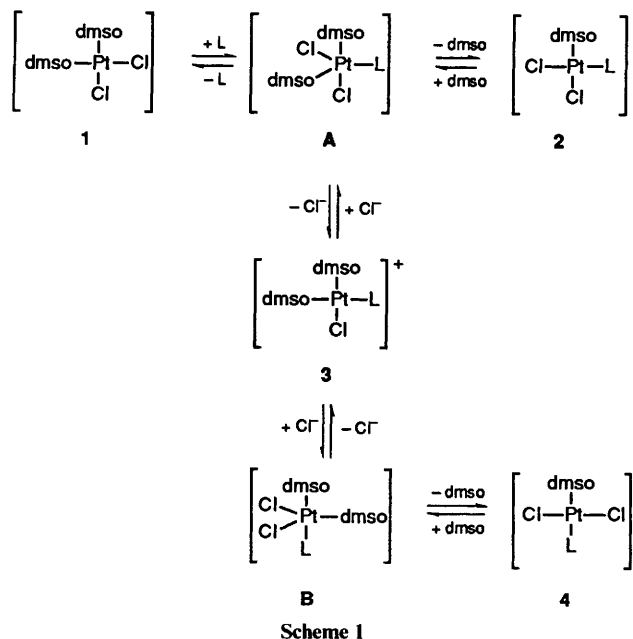 dmso
dmso—Pt—Cl
Cl
1
+ L
– L
dmso
Cl
Pt—L
dmso
Cl
A
– dmso
+ dmso
dmso
Cl—Pt—L
Cl
2
– Cl⁻
+ Cl⁻
dmso
dmso—Pt—L
Cl
+
3
+ Cl⁻
– Cl⁻
dmso
Cl
Cl
Pt—dmso
L
B
– dmso
+ dmso
dmso
Cl—Pt—Cl
L
4
Scheme 1